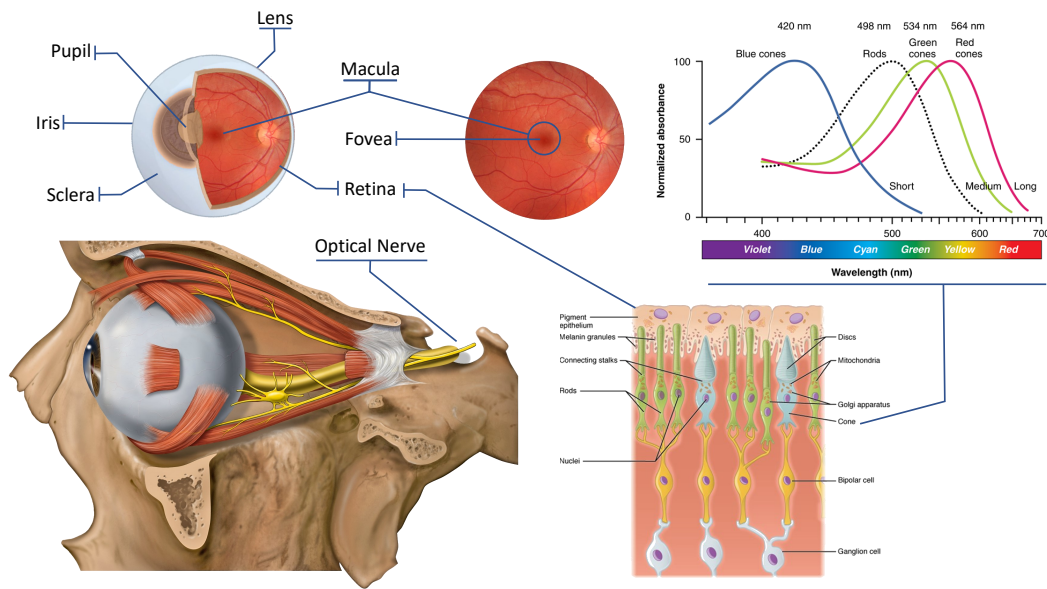 Lens
Pupil
Macula
Iris
Fovea
Sclera
Retina
Optical Nerve
420 nm
498 nm
534 nm
564 nm
Blue cones
Rods
Green
cones
Red
cones
Normalized absorbance
100
50
0
Short
Medium
Long
400
500
600
700
Violet
Blue
Cyan
Green
Yellow
Red
Wavelength (nm)
Pigment
epithelium
Melanin granules
Connecting stalks
Rods
Nuclei
Discs
Mitochondria
Golgi apparatus
Cone
Bipolar cell
Ganglion cell